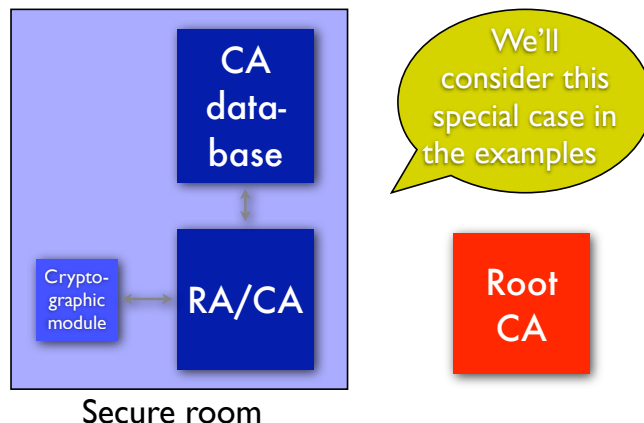 CA
data-
base
We'll
consider this
special case in
the examples
Crypto-
graphic
module
RA/CA
Root
CA
Secure room